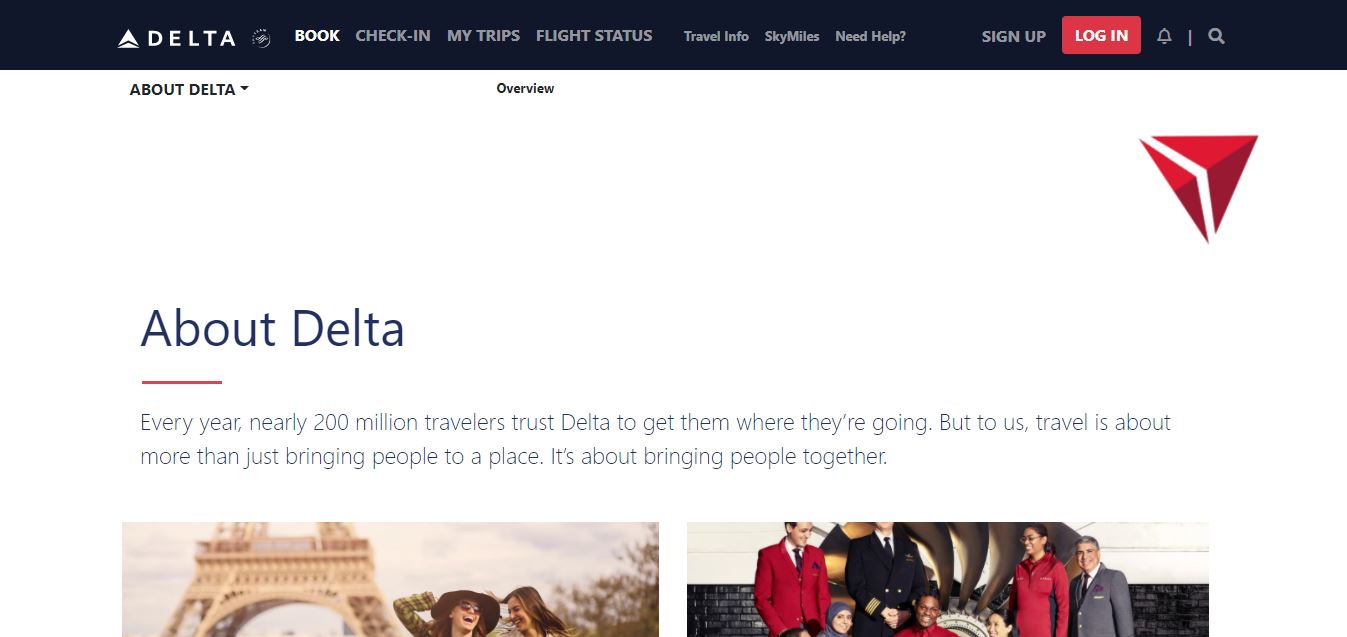 DELTA BOOK CHECK-IN MY TRIPS FLIGHT STATUS Travel Info SkyMiles Need Help? SIGN UP LOG IN |
ABOUT DELTA Overview
About Delta
Every year, nearly 200 million travelers trust Delta to get them where they’re going. But to us, travel is about
more than just bringing people to a place. It’s about bringing people together.